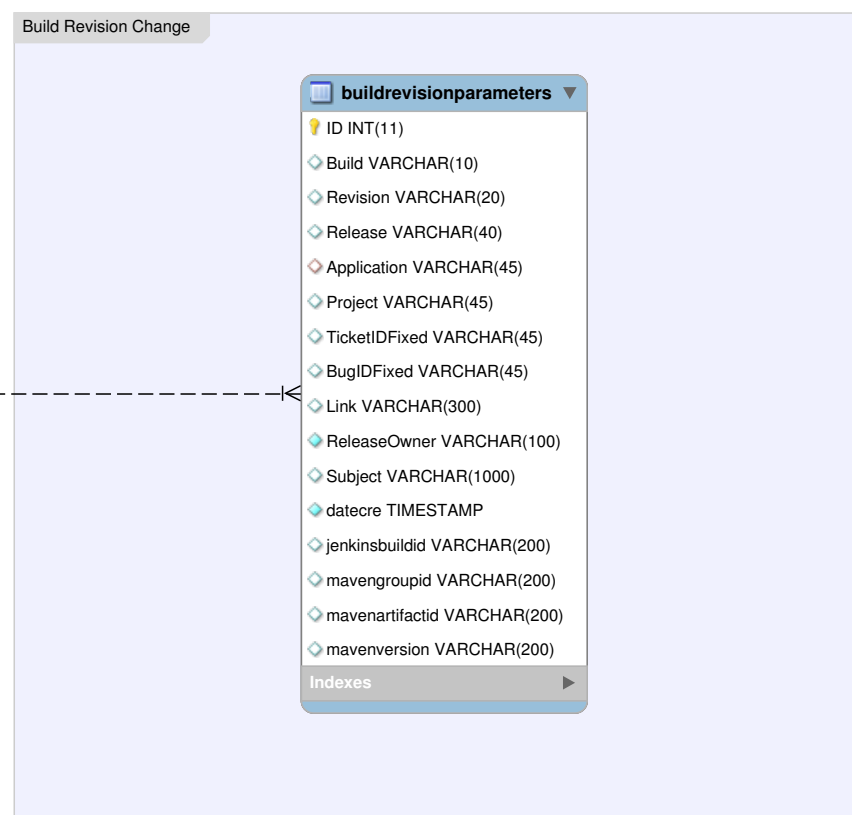 Build Revision Change
buildrevisionparameters
ID INT(11)
Build VARCHAR(10)
Revision VARCHAR(20)
Release VARCHAR(40)
Application VARCHAR(45)
Project VARCHAR(45)
TicketIDFixed VARCHAR(45)
BugIDFixed VARCHAR(45)
Link VARCHAR(300)
ReleaseOwner VARCHAR(100)
Subject VARCHAR(1000)
datecre TIMESTAMP
jenkinsbuildid VARCHAR(200)
mavengroupid VARCHAR(200)
mavenartifactid VARCHAR(200)
mavenversion VARCHAR(200)
Indexes